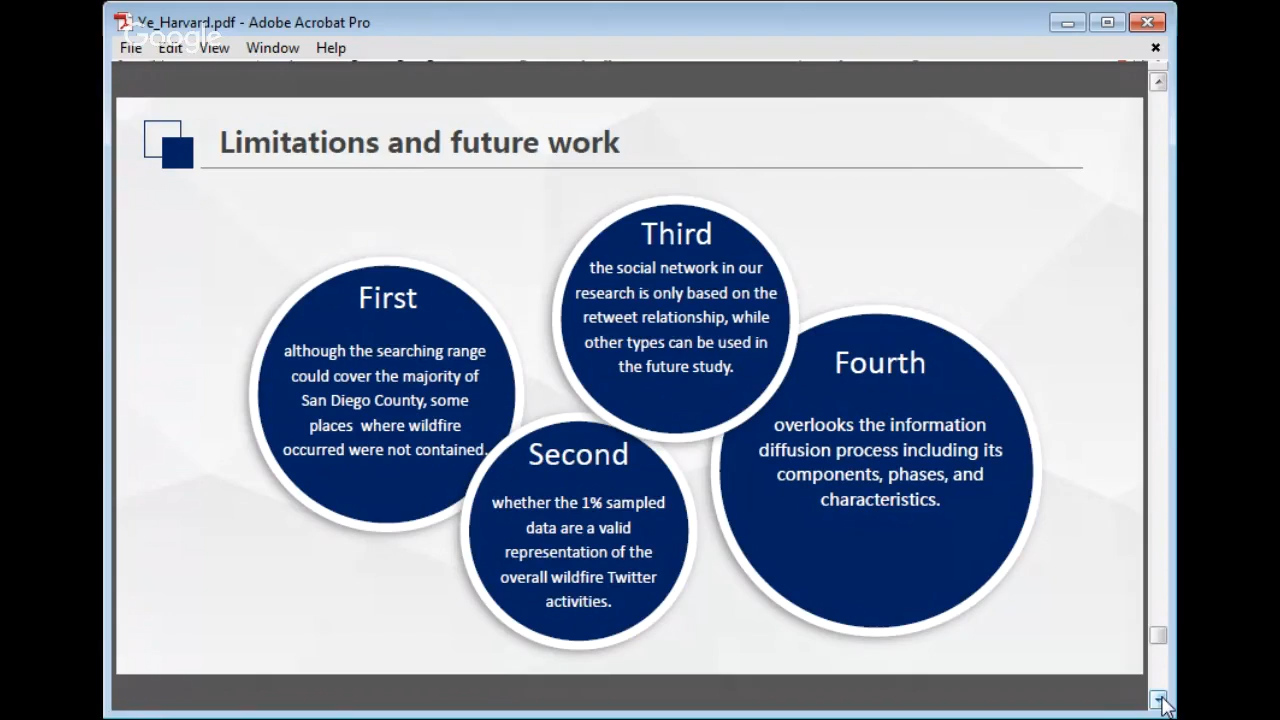 Ye_Harvard.pdf - Adobe Acrobat Pro
Google
File Edit View Window Help
Limitations and future work
First
although the searching range
could cover the majority of
San Diego County, some
places where wildfire
occurred were not contained.
Second
whether the 1% sampled
data are a valid
representation of the
overall wildfire Twitter
activities.
Third
the social network in our
research is only based on the
retweet relationship, while
other types can be used in
the future study.
Fourth
overlooks the information
diffusion process including its
components, phases, and
characteristics.